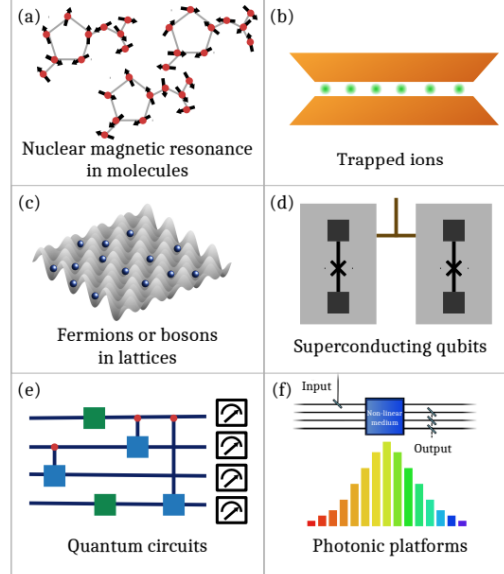 (a)
Nuclear magnetic resonance
in molecules
(b)
Trapped ions
(c)
Fermions or bosons
in lattices
(d)
Superconducting qubits
(e)
Quantum circuits
(f)
Input
Non-linear
medium
Output
Photonic platforms